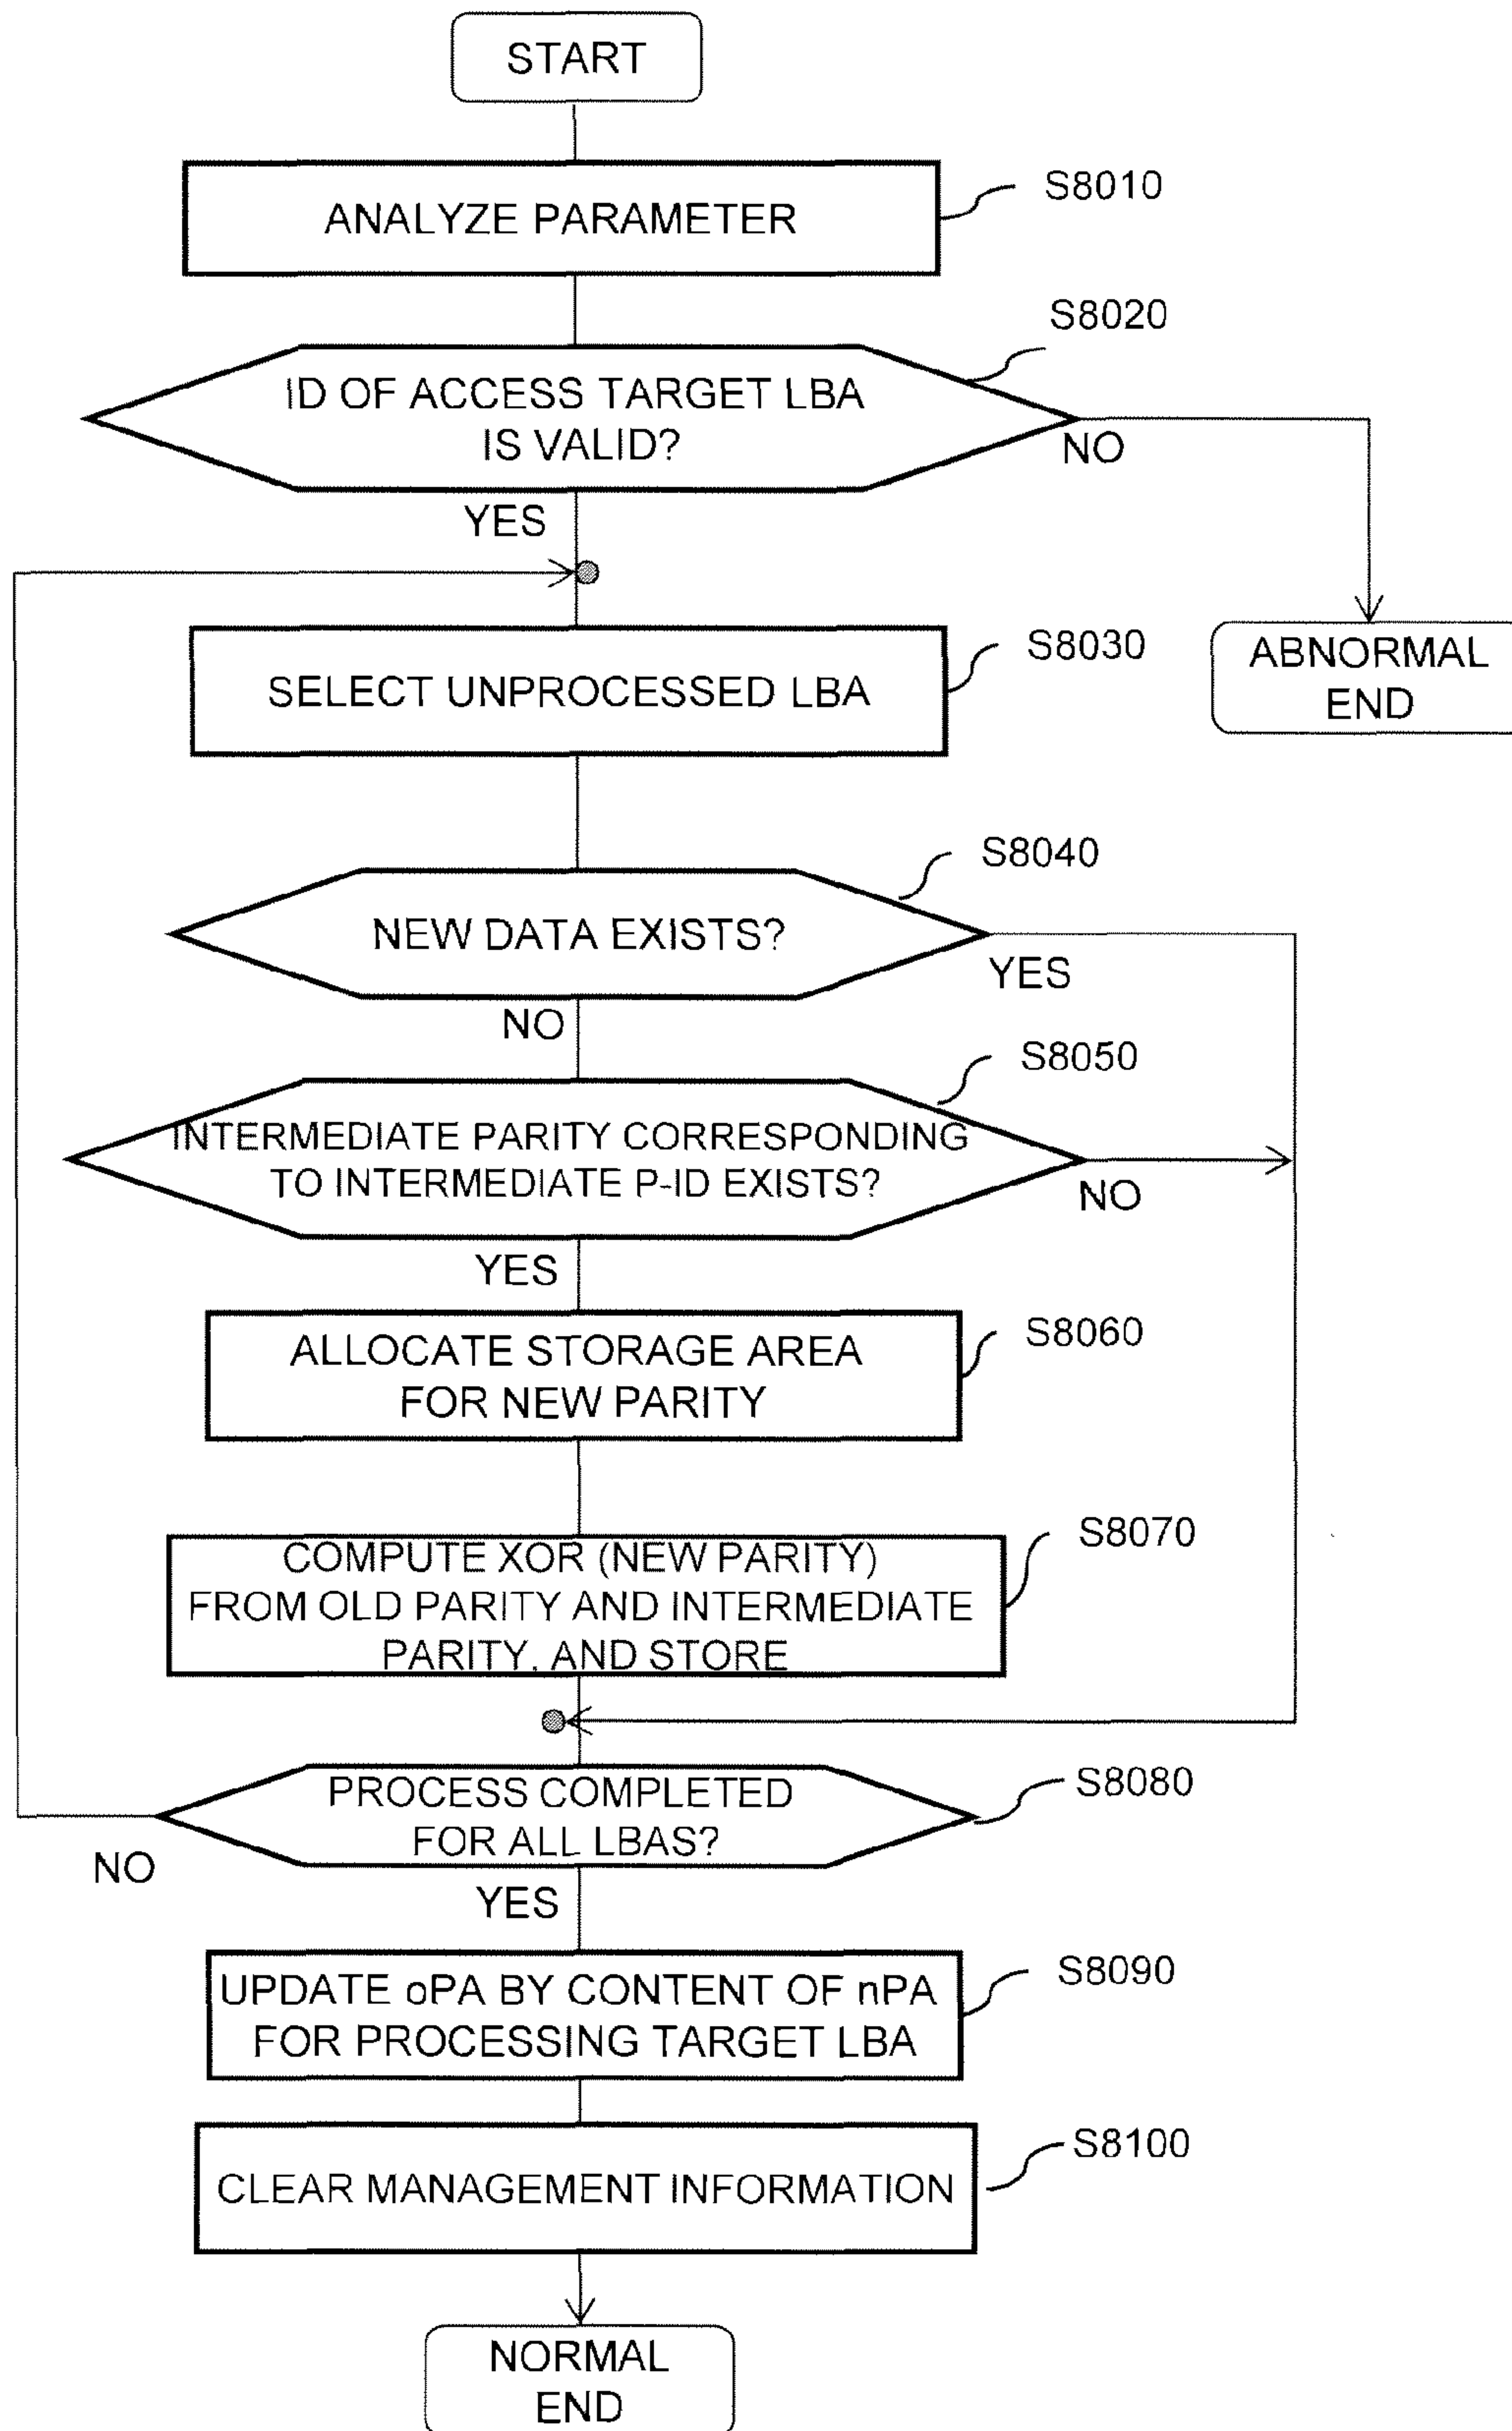 START
ANALYZE PARAMETER
S8010
S8020
ID OF ACCESS TARGET LBA
IS VALID?
NO
YES
S8030
SELECT UNPROCESSED LBA
ABNORMAL
END
S8040
NEW DATA EXISTS?
YES
NO
S8050
INTERMEDIATE PARITY CORRESPONDING
TO INTERMEDIATE P-ID EXISTS?
NO
YES
S8060
ALLOCATE STORAGE AREA
FOR NEW PARITY
S8070
COMPUTE XOR (NEW PARITY)
FROM OLD PARITY AND INTERMEDIATE
PARITY, AND STORE
S8080
PROCESS COMPLETED
FOR ALL LBAS?
NO
YES
S8090
UPDATE oPA BY CONTENT OF nPA
FOR PROCESSING TARGET LBA
S8100
CLEAR MANAGEMENT INFORMATION
NORMAL
END